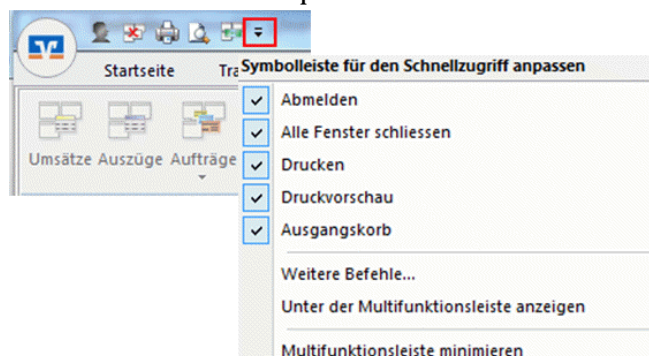 Startseite
Symbolleiste für den Schnellzugriff anpassen
Abmelden
Alle Fenster schliessen
Drucken
Umsätze Auszüge Aufträge
Druckvorschau
Ausgangskorb
Weitere Befehle...
Unter der Multifunktionsleiste anzeigen
Multifunktionsleiste minimieren